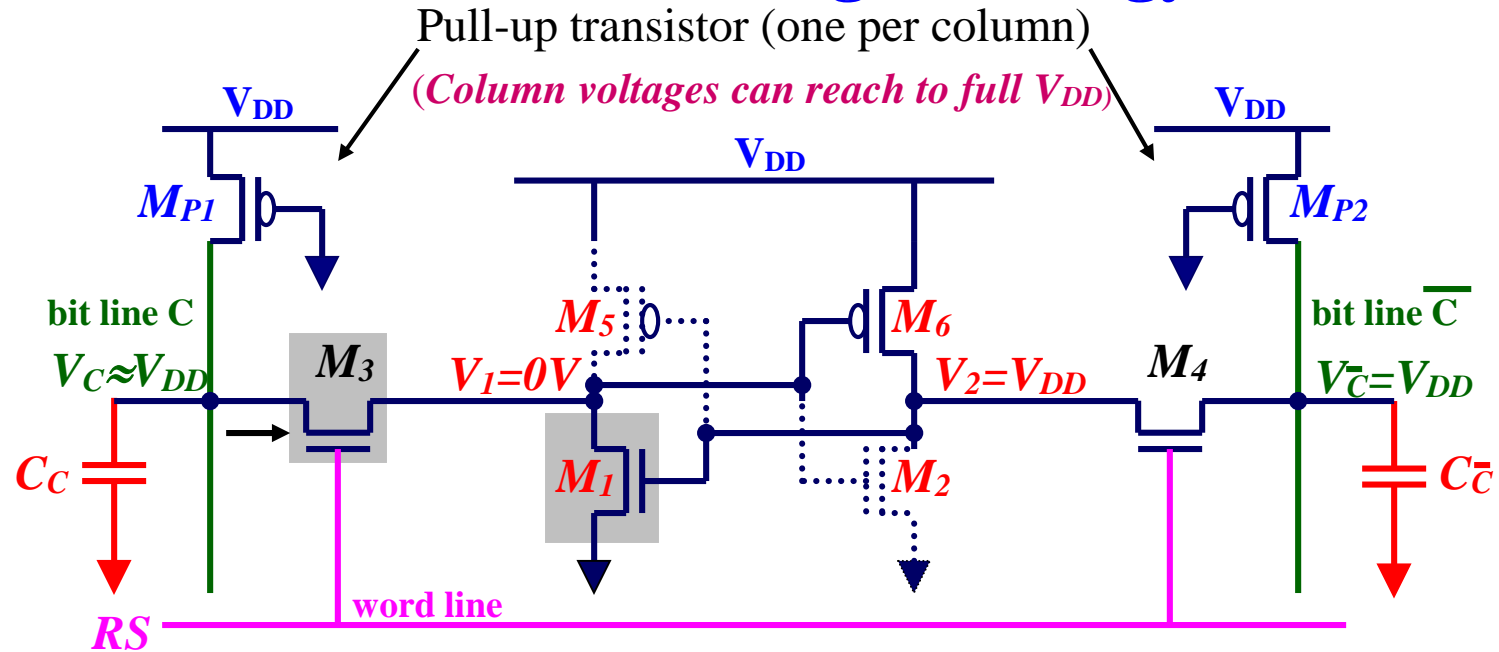 Pull-up transistor (one per column)
(Column voltages can reach to full VDD)
VDD
VDD
VDD
MP1
MP2
bit line C
bit line C̅
M5
M6
VC≈VDD
M3
V1=0V
V2=VDD
M4
VC̅=VDD
CC
M1
M2
CC̅
word line
RS